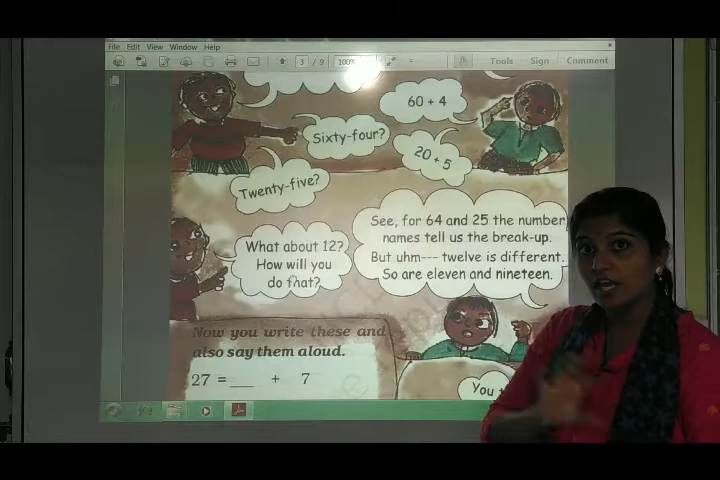 File Edit View Window Help
3 / 9 100%
Tools Sign Comment
60 + 4
Sixty-four?
20 + 5
Twenty-five?
See, for 64 and 25 the number
names tell us the break-up.
But uhm--- twelve is different.
So are eleven and nineteen.
What about 12?
How will you
do that?
Now you write these and
also say them aloud.
27 = ___ + 7
You